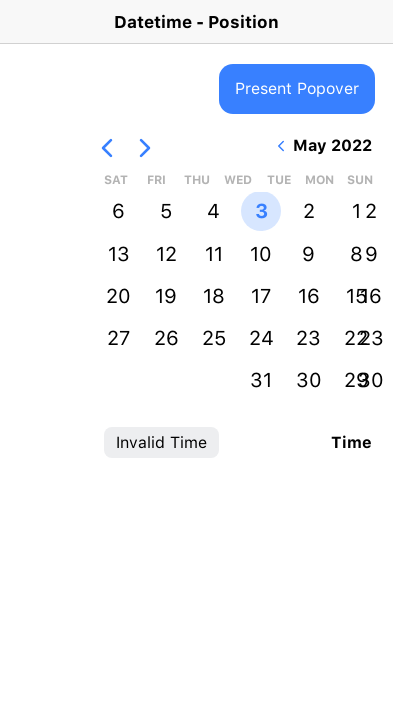 Datetime - Position
Present Popover
May 2022
SAT FRI THU WED TUE MON SUN
6 5 4 3 2 1 2
13 12 11 10 9 8 9
20 19 18 17 16 15 16
27 26 25 24 23 22 23
31 30 29 30
Invalid Time Time